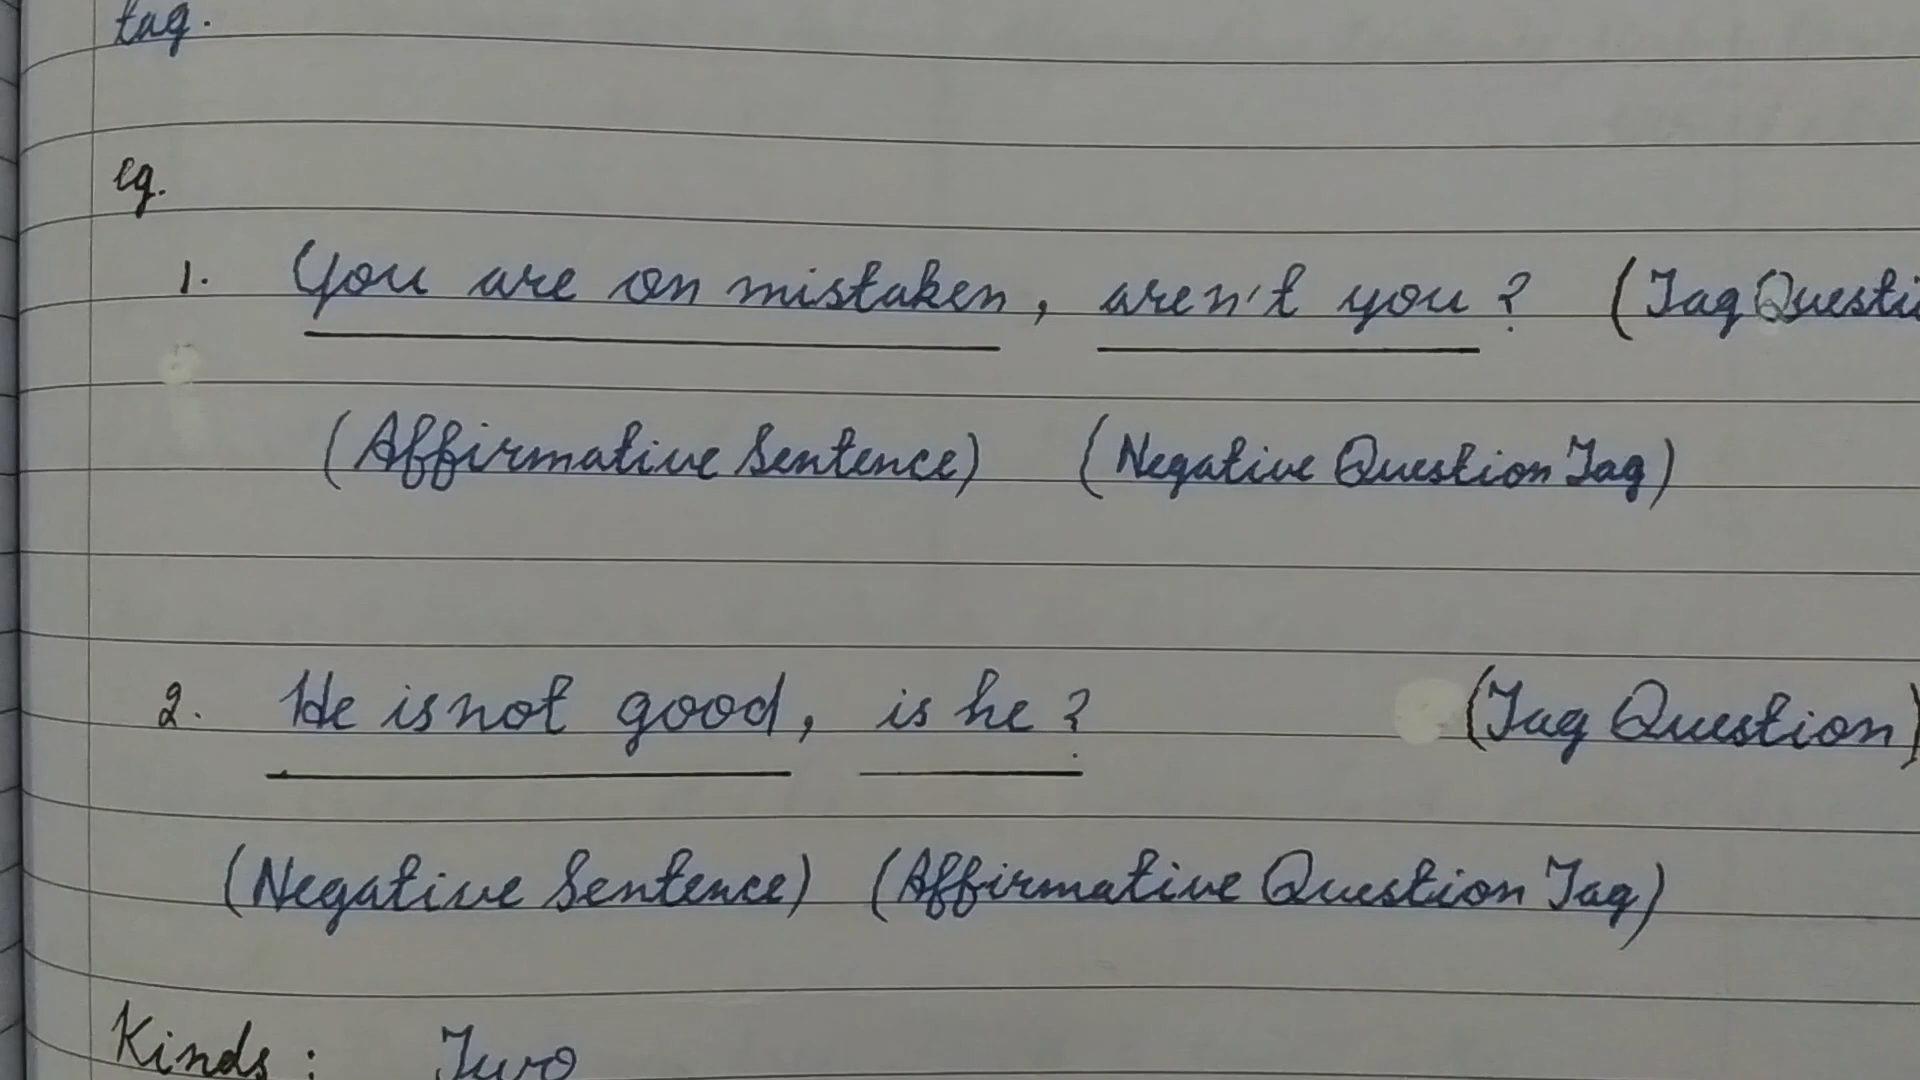 tag.
eg.
1. You are on mistaken, aren't you? (Tag Questi
(Affirmative Sentence) (Negative Question Tag)
2. He is not good, is he? (Tag Question)
(Negative Sentence) (Affirmative Question Tag)
Kinds: Two